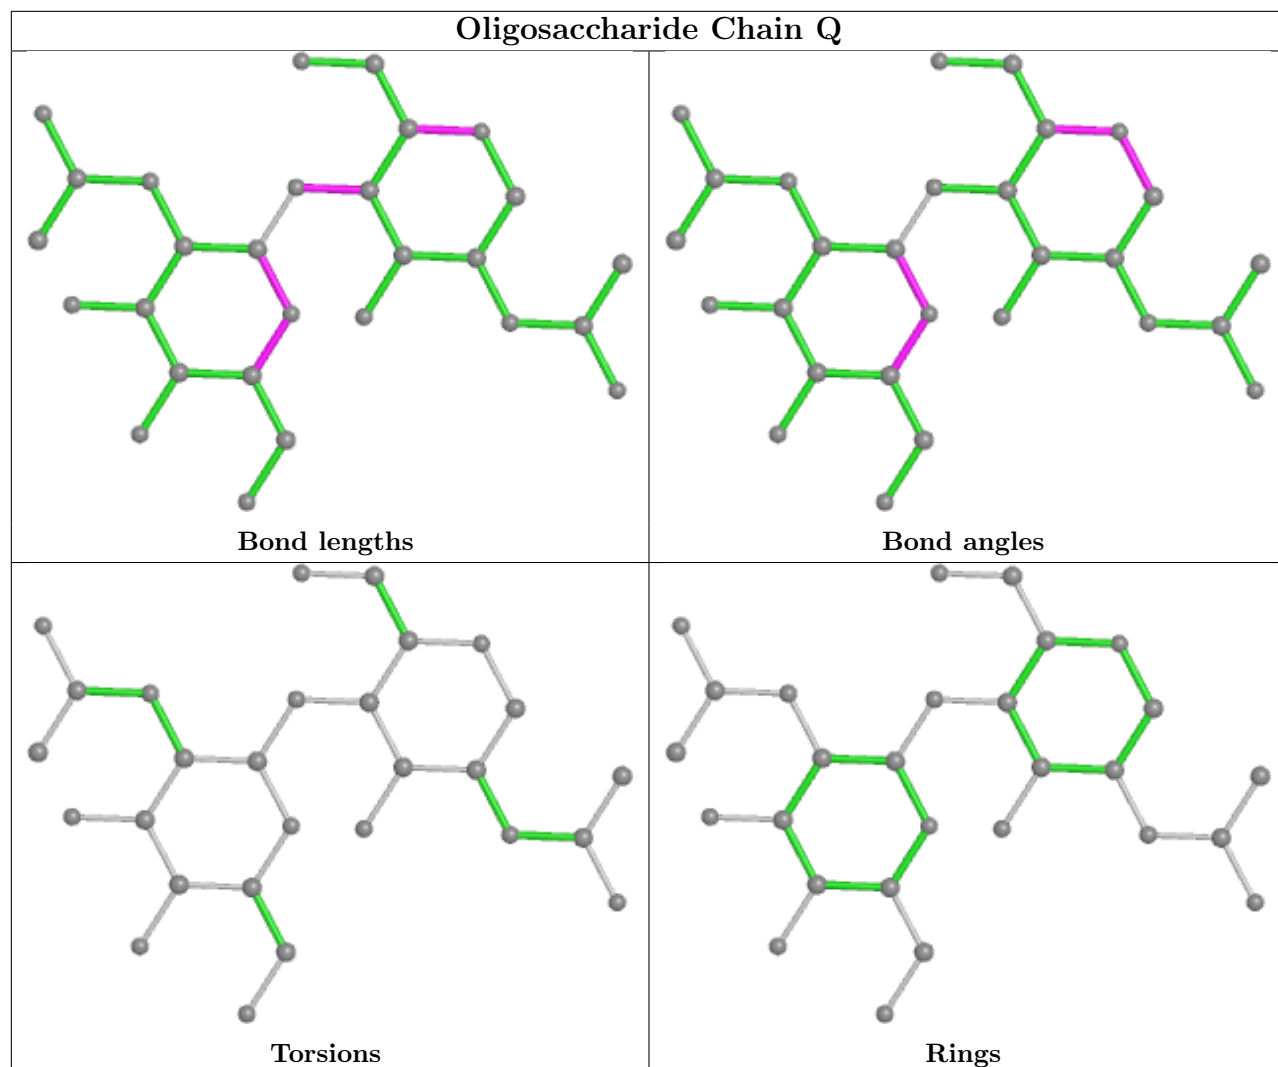 Oligosaccharide Chain Q
Bond lengths
Bond angles
Torsions
Rings